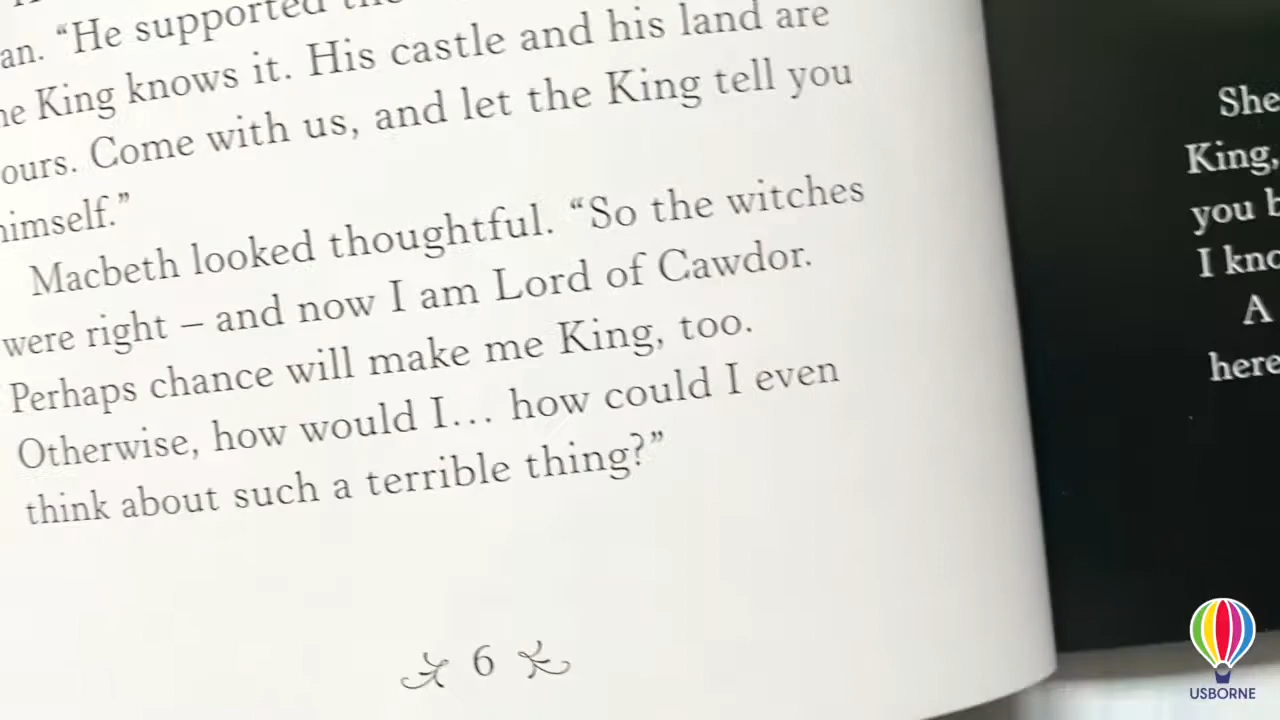 an. "He supported
King knows it. His castle and his land are
ours. Come with us, and let the King tell you
himself."
Macbeth looked thoughtful. "So the witches
were right – and now I am Lord of Cawdor.
Perhaps chance will make me King, too.
Otherwise, how would I... how could I even
think about such a terrible thing?"
6
She
King,
you b
I kno
A
here
USBORNE